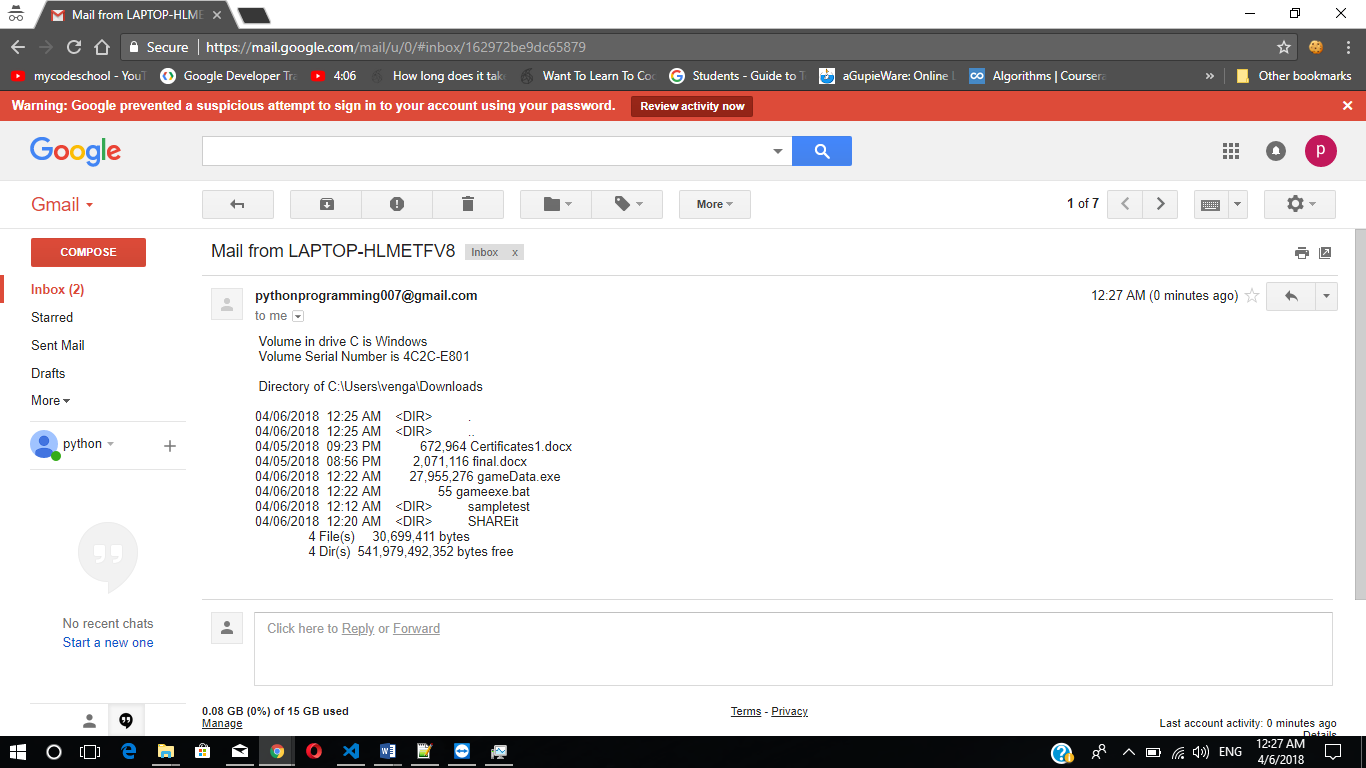 Mail from LAPTOP-HLME
Secure https://mail.google.com/mail/u/0/#inbox/162972be9dc65879
mycodeschool - YouT Google Developer Tra 4:06 How long does it take Want To Learn To Co Students - Guide to T aGupieWare: Online L Algorithms | Coursera » Other bookmarks
Warning: Google prevented a suspicious attempt to sign in to your account using your password. Review activity now
Google p
Gmail More 1 of 7
COMPOSE
Mail from LAPTOP-HLMETFV8 Inbox x
Inbox (2)
Starred
Sent Mail
Drafts
More
python
No recent chats
Start a new one
pythonprogramming007@gmail.com 12:27 AM (0 minutes ago)
to me
Volume in drive C is Windows
Volume Serial Number is 4C2C-E801
Directory of C:\Users\venga\Downloads
04/06/2018 12:25 AM <DIR> .
04/06/2018 12:25 AM <DIR> ..
04/05/2018 09:23 PM 672,964 Certificates1.docx
04/05/2018 08:56 PM 2,071,116 final.docx
04/06/2018 12:22 AM 27,955,276 gameData.exe
04/06/2018 12:22 AM 55 gameexe.bat
04/06/2018 12:12 AM <DIR> sampletest
04/06/2018 12:20 AM <DIR> SHAREit
4 File(s) 30,699,411 bytes
4 Dir(s) 541,979,492,352 bytes free
Click here to Reply or Forward
0.08 GB (0%) of 15 GB used
Manage
Terms - Privacy
Last account activity: 0 minutes ago
Details
ENG 12:27 AM
4/6/2018